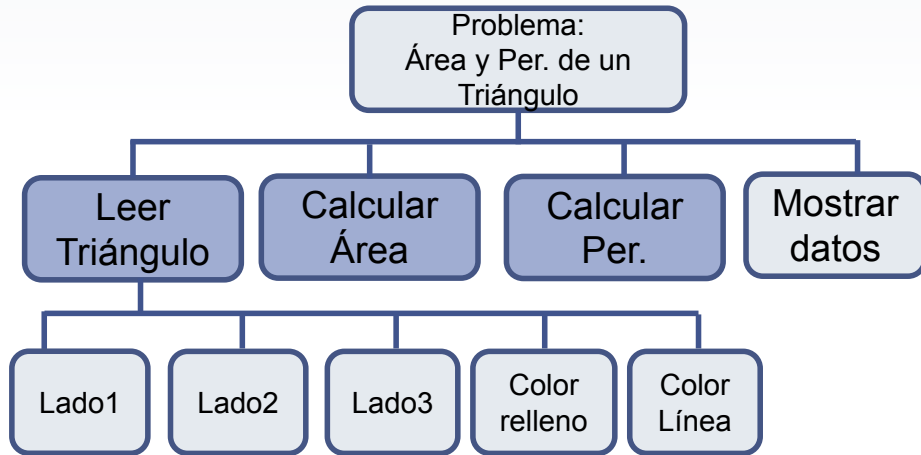 Problema:
Área y Per. de un
Triángulo
Leer
Triángulo
Calcular
Área
Calcular
Per.
Mostrar
datos
Lado1
Lado2
Lado3
Color
relleno
Color
Línea